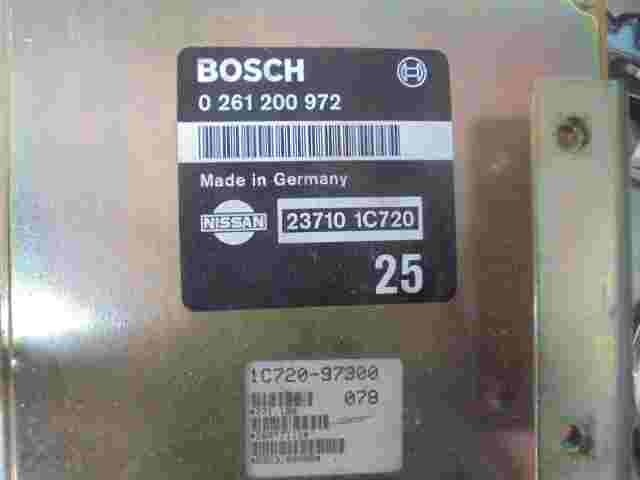 BOSCH
0 261 200 972
Made in Germany
NISSAN
23710 1C720
25
1C720-97300
078